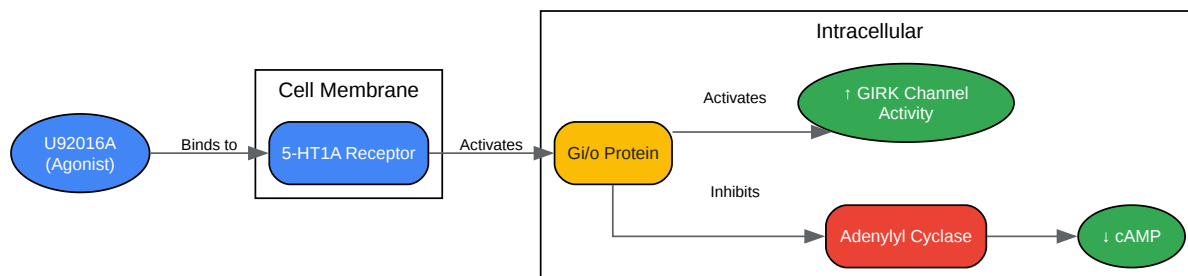 Intracellular
Cell Membrane
U92016A
(Agonist)
Binds to
5-HT1A Receptor
Activates
Gi/o Protein
Activates
↑ GIRK Channel
Activity
Inhibits
Adenylyl Cyclase
↓ cAMP